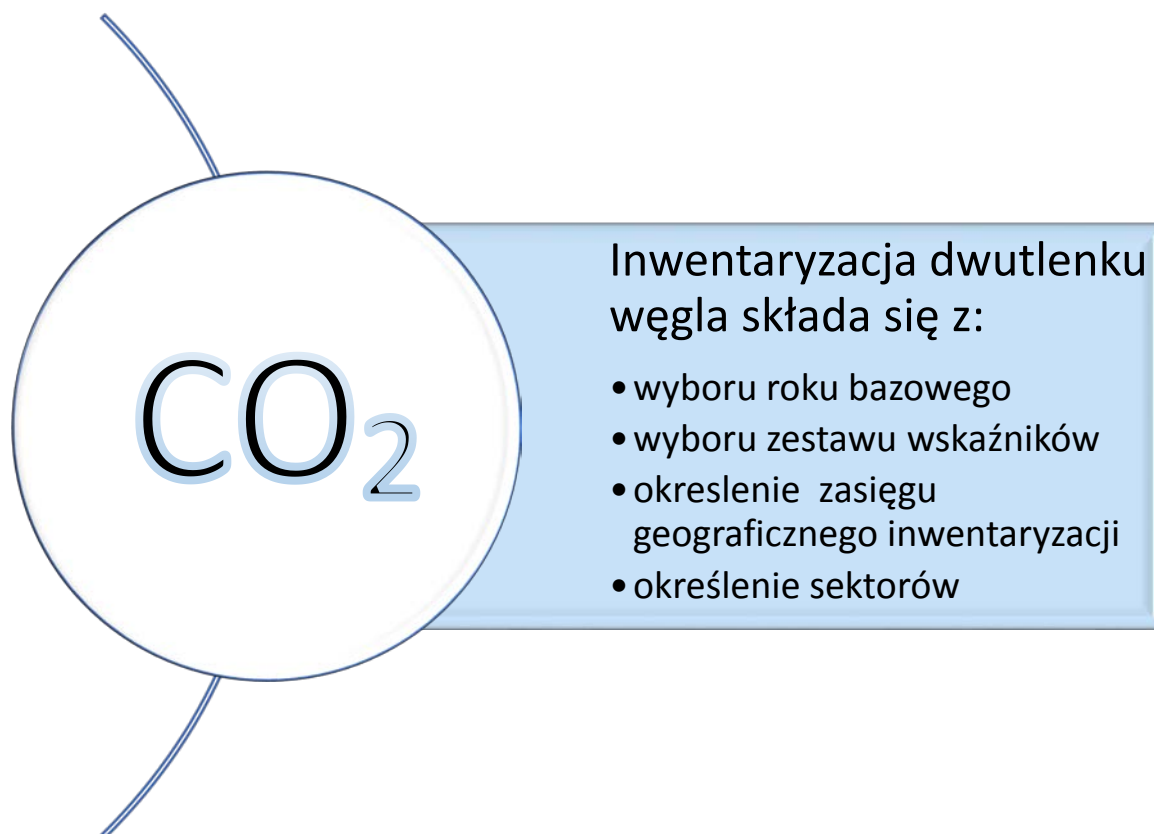 CO₂
Inwentaryzacja dwutlenku
węgla składa się z:
•wyboru roku bazowego
•wyboru zestawu wskaźników
•okreslenie zasięgu
geograficznego inwentaryzacji
•określenie sektorów